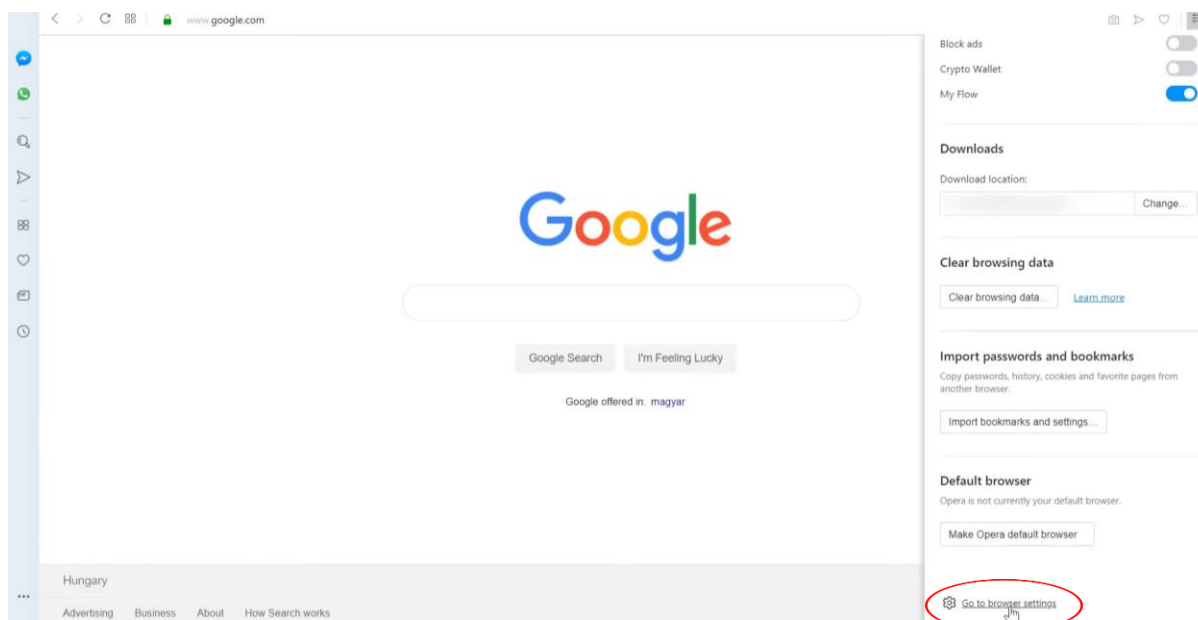 www.google.com
Google
Google Search
I'm Feeling Lucky
Google offered in: magyar
Hungary
Advertising Business About How Search works
Block ads
Crypto Wallet
My Flow
Downloads
Download location:
Change...
Clear browsing data
Clear browsing data... Learn more
Import passwords and bookmarks
Copy passwords, history, cookies and favorite pages from
another browser.
Import bookmarks and settings...
Default browser
Opera is not currently your default browser.
Make Opera default browser
Go to browser settings